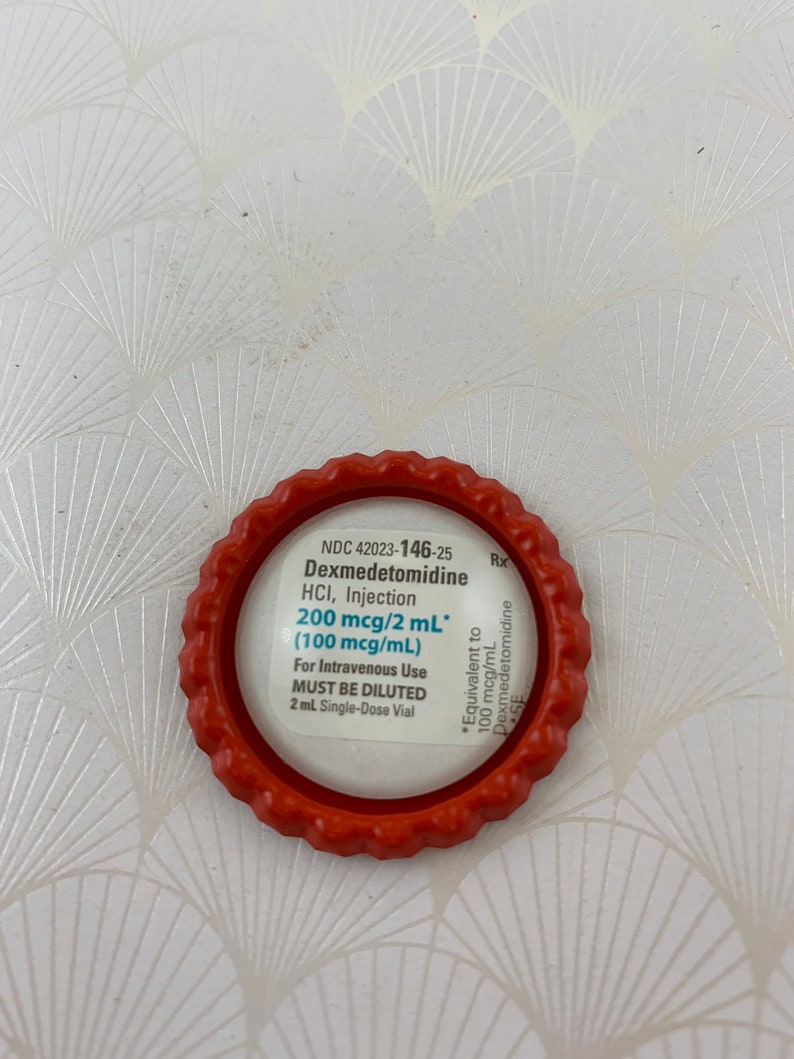 NDC 42023-146-25
Rx
Dexmedetomidine
HCl, Injection
200 mcg/2 mL*
(100 mcg/mL)
For Intravenous Use
MUST BE DILUTED
2 mL Single-Dose Vial
*Equivalent to
100 mcg/mL
Dexmedetomidine